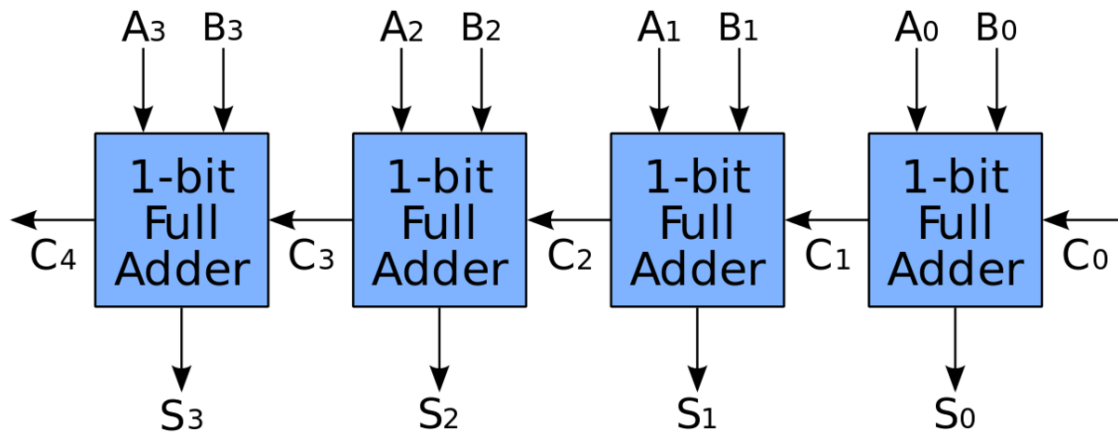 A3 B3 A2 B2 A1 B1 A0 B0
1-bit 1-bit 1-bit 1-bit
Full Full Full Full
Adder Adder Adder Adder
C4 C3 C2 C1 C0
S3 S2 S1 S0